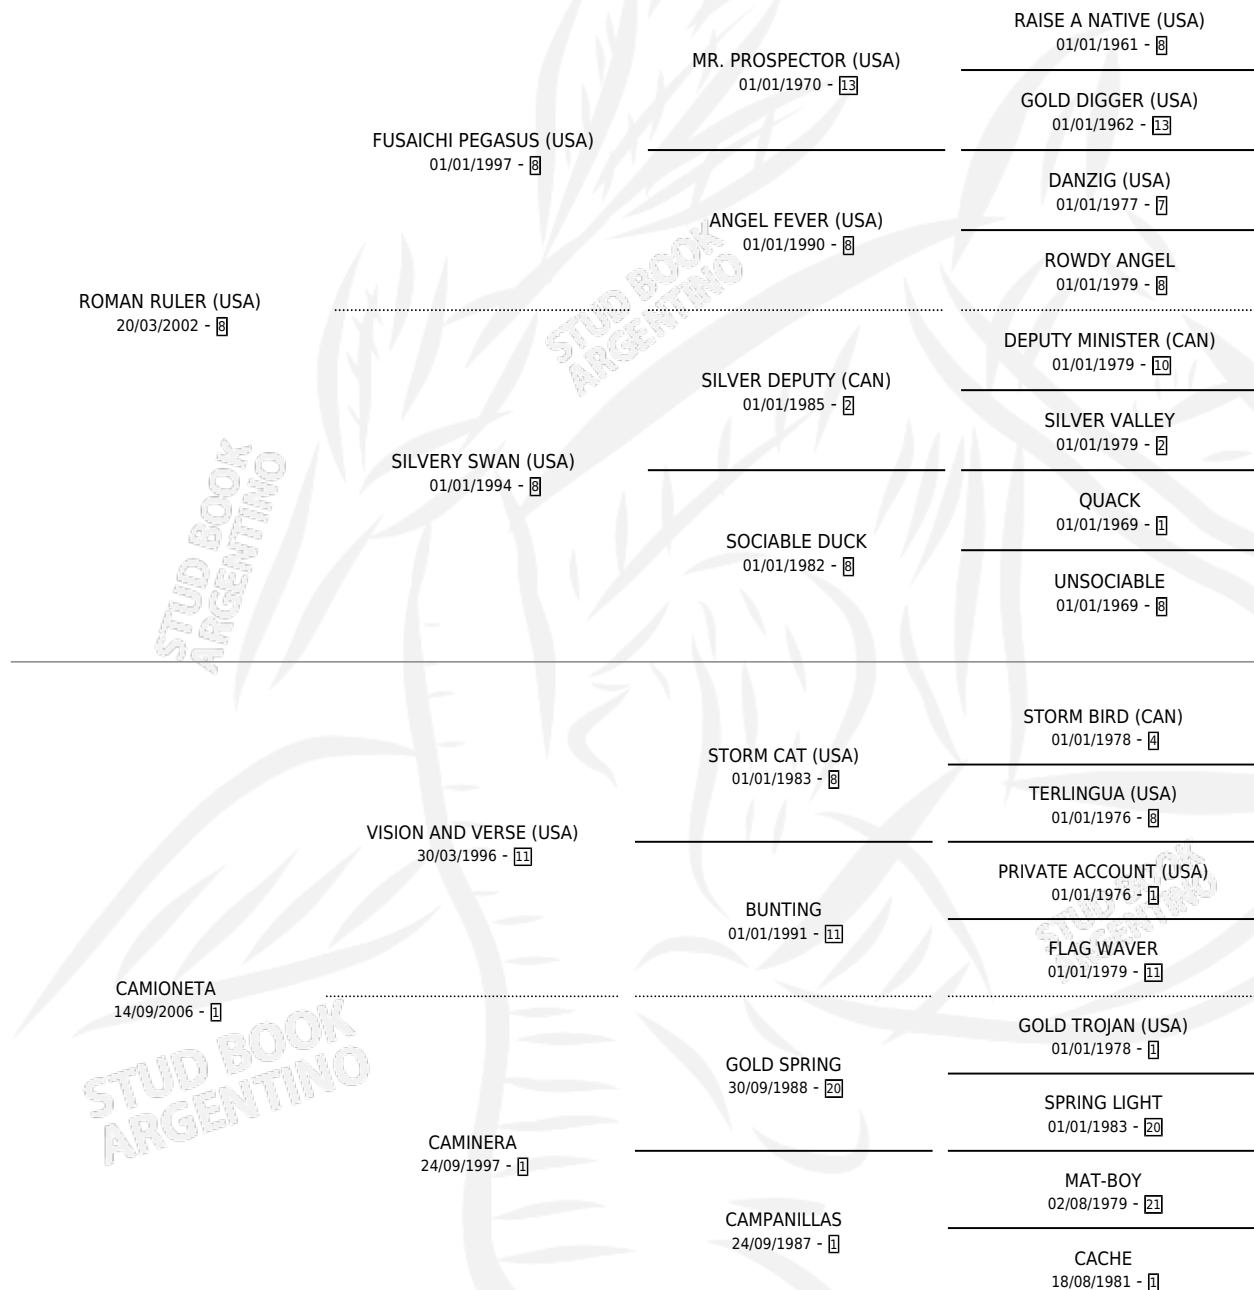 RAISE A NATIVE (USA)
01/01/1961 - 8
MR. PROSPECTOR (USA)
01/01/1970 - 13
GOLD DIGGER (USA)
01/01/1962 - 13
FUSAICHI PEGASUS (USA)
01/01/1997 - 8
DANZIG (USA)
01/01/1977 - 7
ANGEL FEVER (USA)
01/01/1990 - 8
ROWDY ANGEL
01/01/1979 - 8
ROMAN RULER (USA)
20/03/2002 - 8
DEPUTY MINISTER (CAN)
01/01/1979 - 10
SILVER DEPUTY (CAN)
01/01/1985 - 2
SILVER VALLEY
01/01/1979 - 2
SILVERY SWAN (USA)
01/01/1994 - 8
QUACK
01/01/1969 - 1
SOCIABLE DUCK
01/01/1982 - 8
UNSOCIABLE
01/01/1969 - 8
STORM BIRD (CAN)
01/01/1978 - 4
STORM CAT (USA)
01/01/1983 - 8
TERLINGUA (USA)
01/01/1976 - 8
VISION AND VERSE (USA)
30/03/1996 - 11
PRIVATE ACCOUNT (USA)
01/01/1976 - 1
BUNTING
01/01/1991 - 11
FLAG WAVER
01/01/1979 - 11
CAMIONETA
14/09/2006 - 1
GOLD TROJAN (USA)
01/01/1978 - 1
GOLD SPRING
30/09/1988 - 20
SPRING LIGHT
01/01/1983 - 20
CAMINERA
24/09/1997 - 1
MAT-BOY
02/08/1979 - 21
CAMPANILLAS
24/09/1987 - 1
CACHE
18/08/1981 - 1
STUD BOOK
ARGENTINO
STUD BOOK
ARGENTINO
STUD BOOK
ARGENTINO
STUD BOOK
ARGENTINO